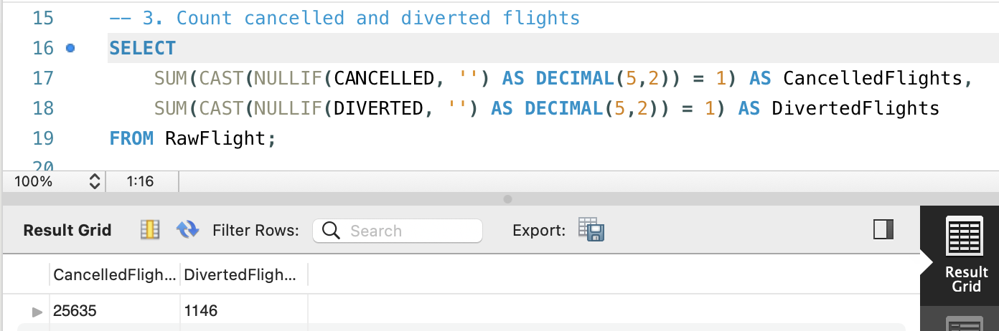 15 -- 3. Count cancelled and diverted flights
16 SELECT
17 SUM(CAST(NULLIF(CANCELLED, '') AS DECIMAL(5,2)) = 1) AS CancelledFlights,
18 SUM(CAST(NULLIF(DIVERTED, '') AS DECIMAL(5,2)) = 1) AS DivertedFlights
19 FROM RawFlight;
20
100% 1:16
Result Grid Filter Rows: Search Export:
Result
Grid
CancelledFligh... DivertedFligh...
25635 1146